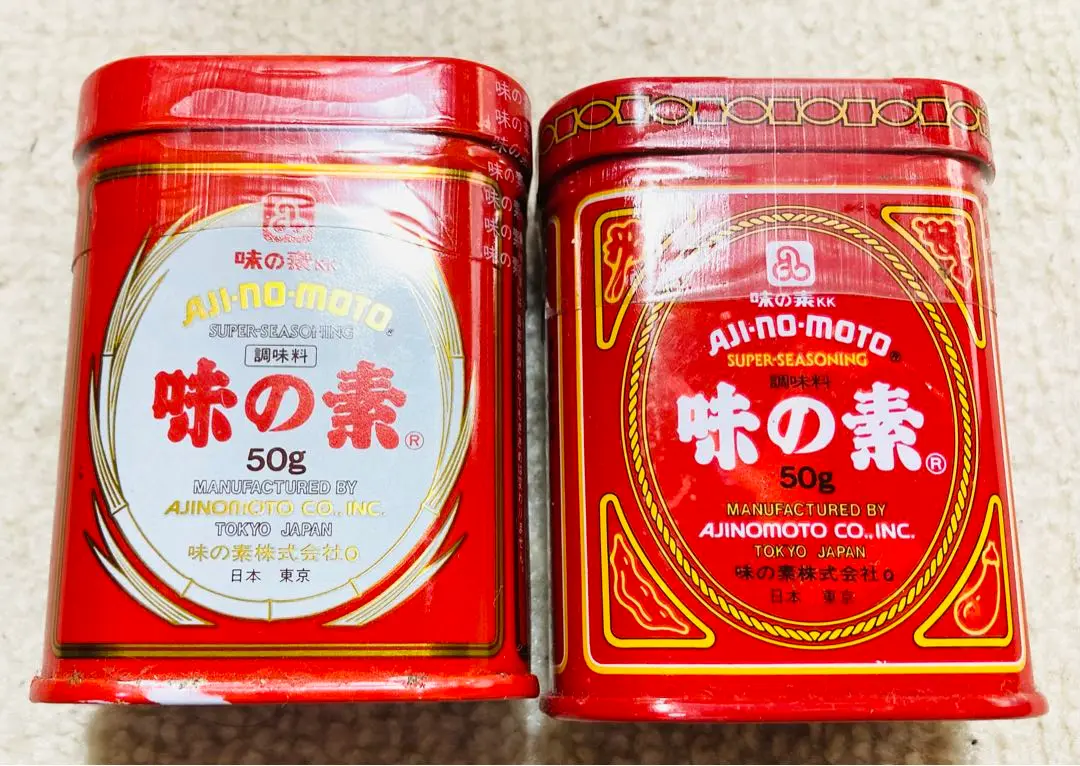 味の素KK
AJI-NO-MOTO®
SUPER-SEASONING
調味料
味の素®
50g
MANUFACTURED BY
AJINOMOTO CO., INC.
TOKYO JAPAN
味の素株式会社
日本 東京
味の素KK
AJI-NO-MOTO®
SUPER-SEASONING
調味料
味の素®
50g
MANUFACTURED BY
AJINOMOTO CO., INC.
TOKYO JAPAN
味の素株式会社
日本 東京